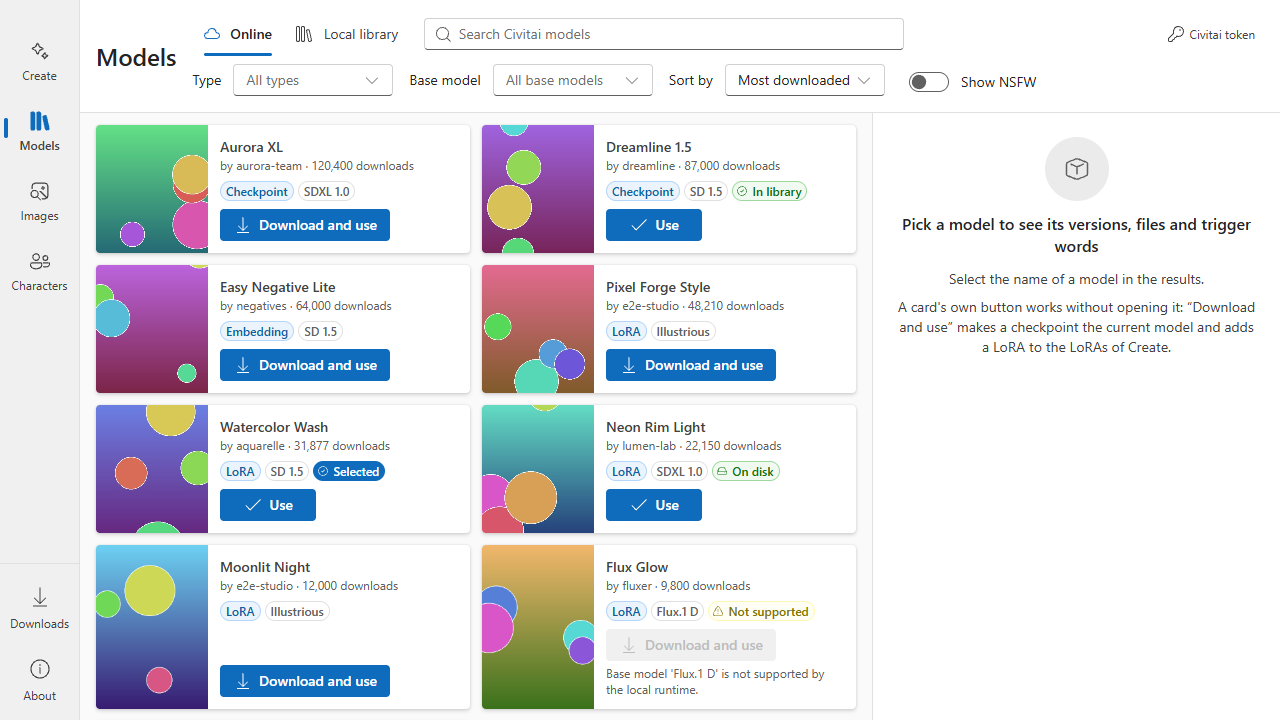 Create
Models
Images
Characters
Downloads
About
Models
Online
Local library
Search Civitai models
Civitai token
Type
All types
Base model
All base models
Sort by
Most downloaded
Show NSFW
Aurora XL
by aurora-team · 120,400 downloads
Checkpoint
SDXL 1.0
Download and use
Dreamline 1.5
by dreamline · 87,000 downloads
Checkpoint
SD 1.5
In library
Use
Easy Negative Lite
by negatives · 64,000 downloads
Embedding
SD 1.5
Download and use
Pixel Forge Style
by e2e-studio · 48,210 downloads
LoRA
Illustrious
Download and use
Watercolor Wash
by aquarelle · 31,877 downloads
LoRA
SD 1.5
Selected
Use
Neon Rim Light
by lumen-lab · 22,150 downloads
LoRA
SDXL 1.0
On disk
Use
Moonlit Night
by e2e-studio · 12,000 downloads
LoRA
Illustrious
Download and use
Flux Glow
by fluxer · 9,800 downloads
LoRA
Flux.1 D
Not supported
Download and use
Base model 'Flux.1 D' is not supported by
the local runtime.
Pick a model to see its versions, files and trigger
words
Select the name of a model in the results.
A card's own button works without opening it: “Download
and use” makes a checkpoint the current model and adds
a LoRA to the LoRAs of Create.